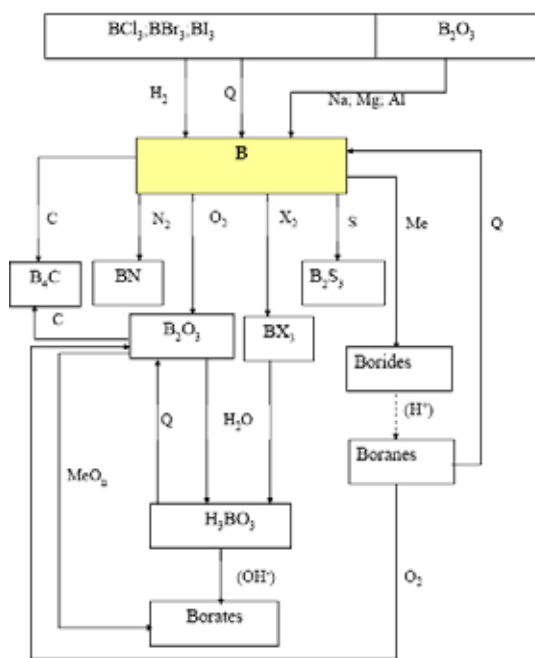 BCl₃;BBr₃;BI₃
B₂O₃
H₂
Q
Na; Mg; Al
B
C
N₂
O₂
X₂
S
Me
Q
B₄C
BN
B₂S₃
C
B₂O₃
BX₃
Borides
(H⁺)
Q
H₂O
Boranes
MeOₙ
H₃BO₃
(OH⁻)
O₂
Borates